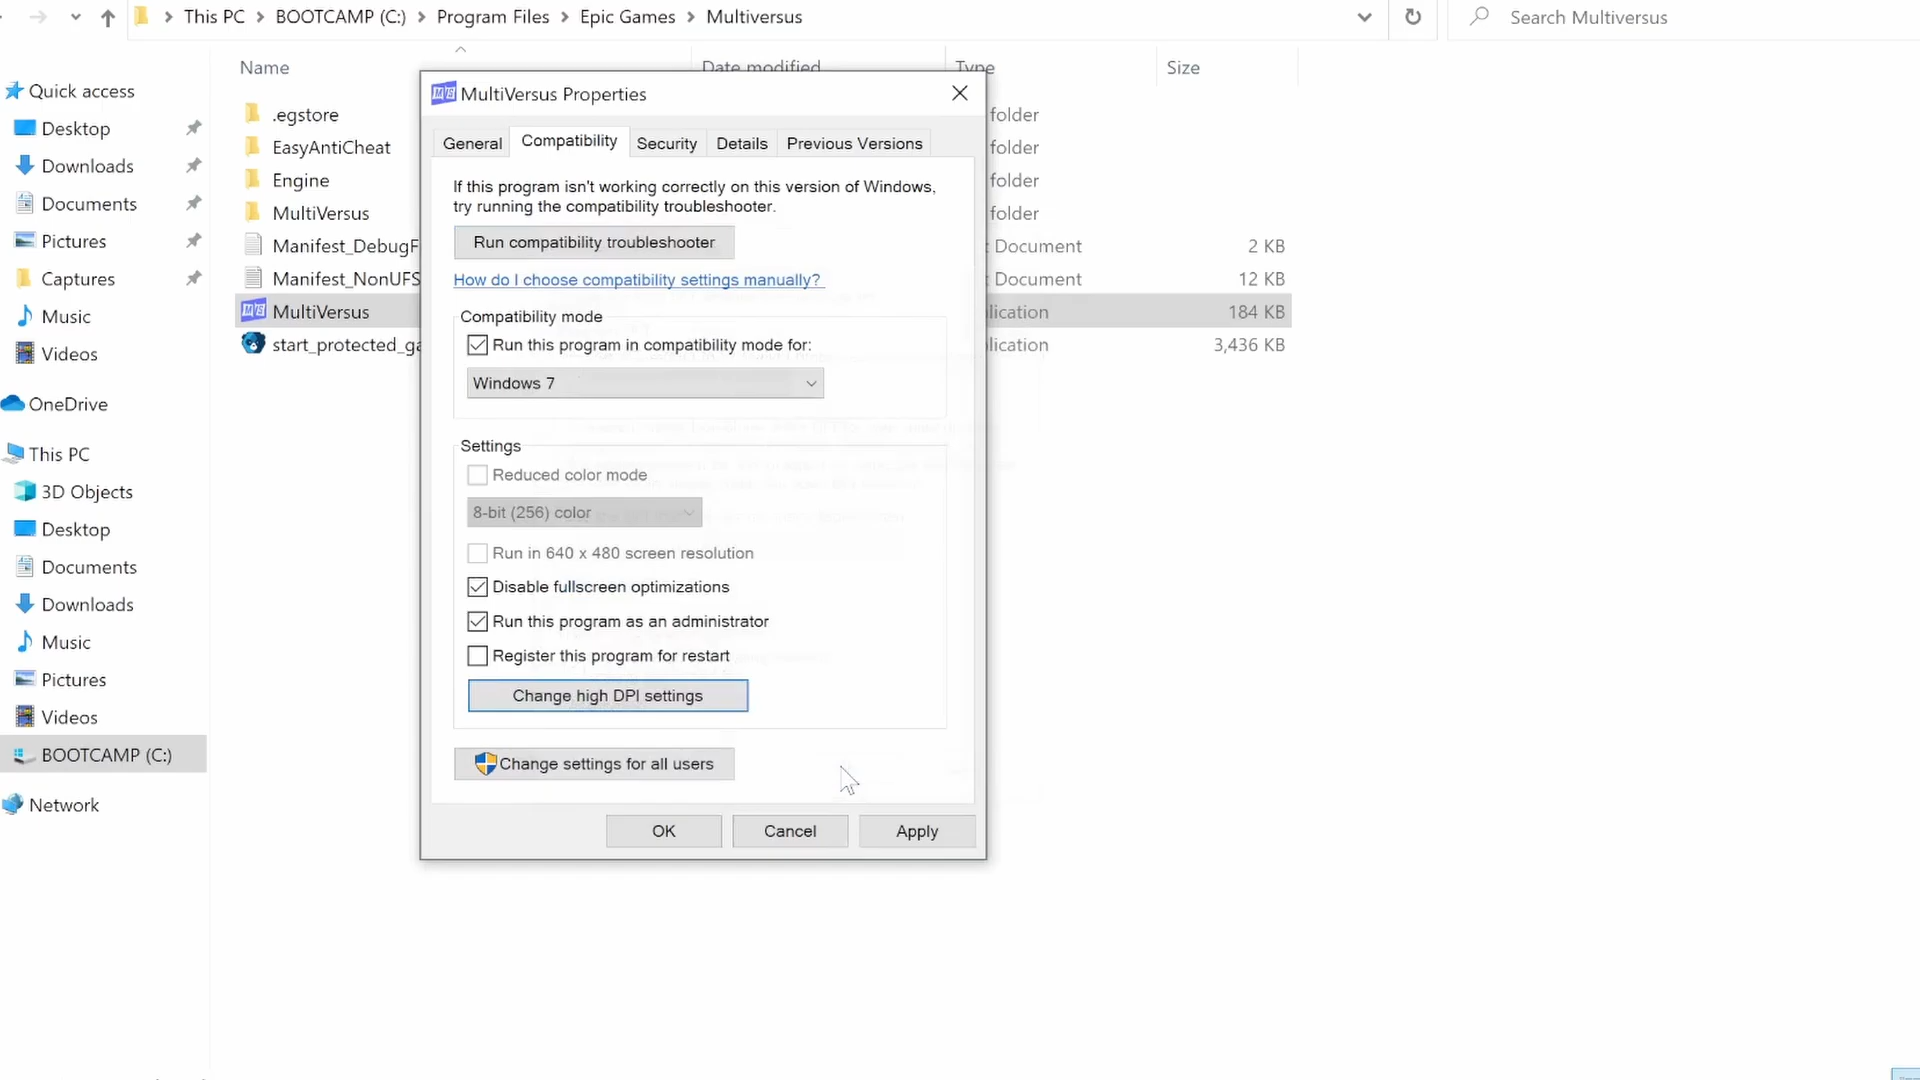 This PC > BOOTCAMP (C:) > Program Files > Epic Games > Multiversus
Search Multiversus
Name
Date modified
Type
Size
Quick access
Desktop
Downloads
Documents
Pictures
Captures
Music
Videos
OneDrive
This PC
3D Objects
Desktop
Documents
Downloads
Music
Pictures
Videos
BOOTCAMP (C:)
Network
.egstore
folder
EasyAntiCheat
folder
Engine
folder
MultiVersus
folder
Manifest_DebugF
Document
2 KB
Manifest_NonUFS
Document
12 KB
MultiVersus
lication
184 KB
start_protected_ga
lication
3,436 KB
MultiVersus Properties
General
Compatibility
Security
Details
Previous Versions
If this program isn't working correctly on this version of Windows,
try running the compatibility troubleshooter.
Run compatibility troubleshooter
How do I choose compatibility settings manually?
Compatibility mode
Run this program in compatibility mode for:
Windows 7
Settings
Reduced color mode
8-bit (256) color
Run in 640 x 480 screen resolution
Disable fullscreen optimizations
Run this program as an administrator
Register this program for restart
Change high DPI settings
Change settings for all users
OK
Cancel
Apply